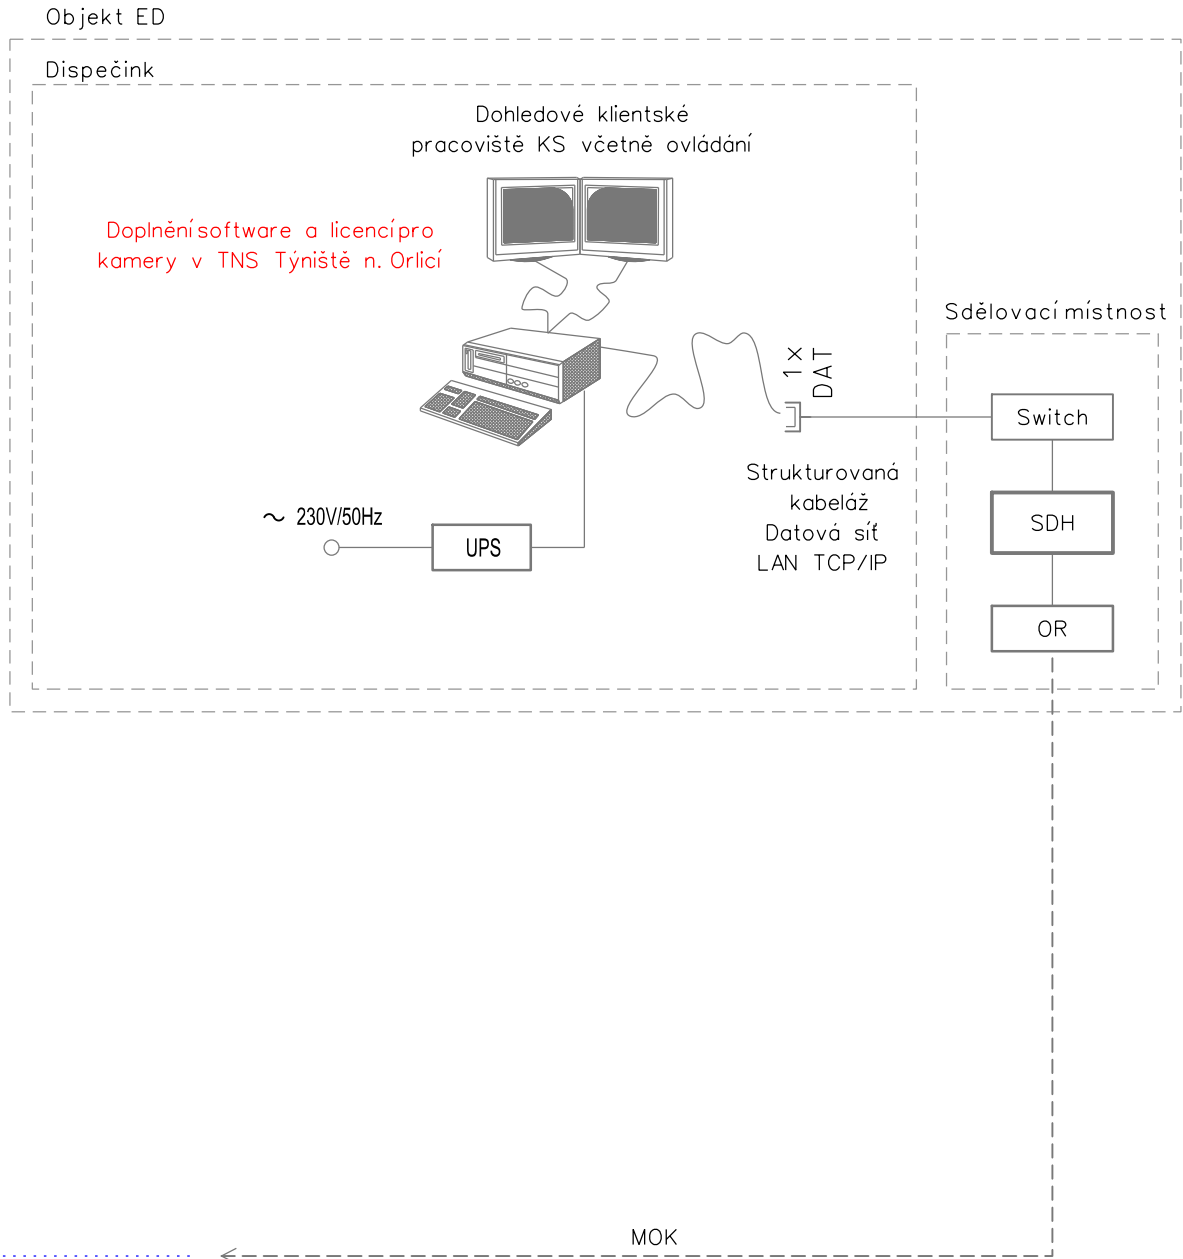 Objekt ED
Dispečink
Dohledové klientské
pracoviště KS včetně ovládání
Doplnění software a licencí pro
kamery v TNS Týniště n. Orlicí
Sdělovací místnost
1x
DAT
Switch
Strukturovaná
kabeláž
Datová síť
LAN TCP/IP
SDH
~ 230V/50Hz
UPS
OR
MOK